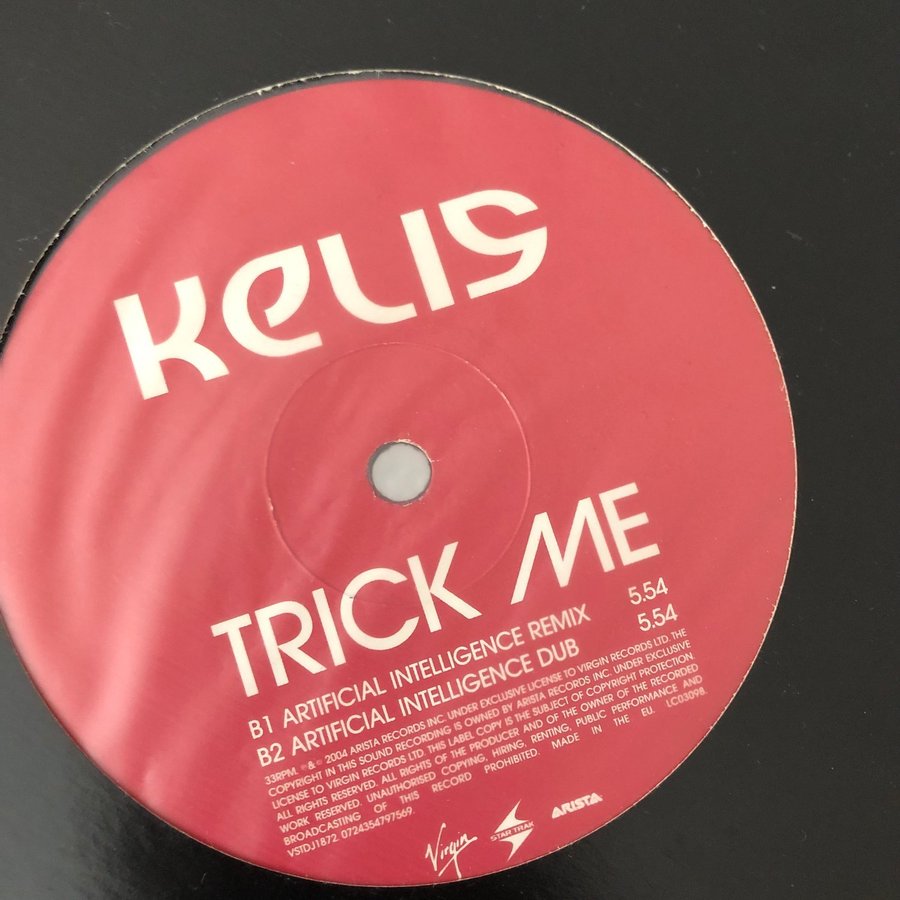 KELIS
TRICK ME
B1 ARTIFICIAL INTELLIGENCE REMIX 5.54
B2 ARTIFICIAL INTELLIGENCE DUB 5.54
33RPM. ℗&© 2004 ARISTA RECORDS INC. UNDER EXCLUSIVE LICENSE TO VIRGIN RECORDS LTD. THE
COPYRIGHT IN THIS SOUND RECORDING IS OWNED BY ARISTA RECORDS INC. UNDER EXCLUSIVE
LICENSE TO VIRGIN RECORDS LTD. THIS LABEL COPY IS THE SUBJECT OF COPYRIGHT PROTECTION.
ALL RIGHTS RESERVED. ALL RIGHTS OF THE PRODUCER AND OF THE OWNER OF THE RECORDED
WORK RESERVED. UNAUTHORISED COPYING, HIRING, RENTING, PUBLIC PERFORMANCE AND
BROADCASTING OF THIS RECORD PROHIBITED. MADE IN THE EU. LC03098.
VSTDJ1872 0724354797569.
Virgin STAR TRAK ARISTA